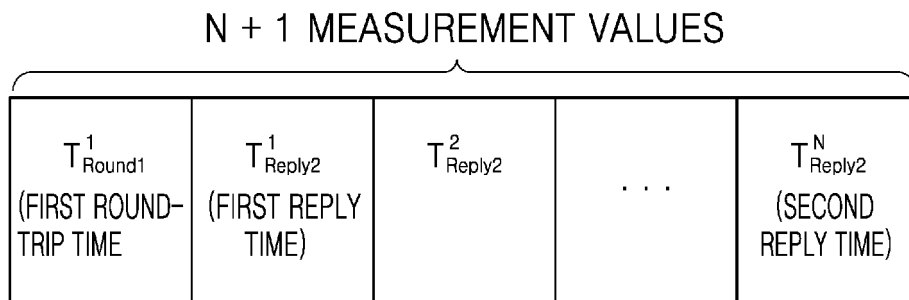 N + 1 MEASUREMENT VALUES
T¹Round1
(FIRST ROUND-
TRIP TIME
T¹Reply2
(FIRST REPLY
TIME)
T²Reply2
. . .
TᴺReply2
(SECOND
REPLY TIME)